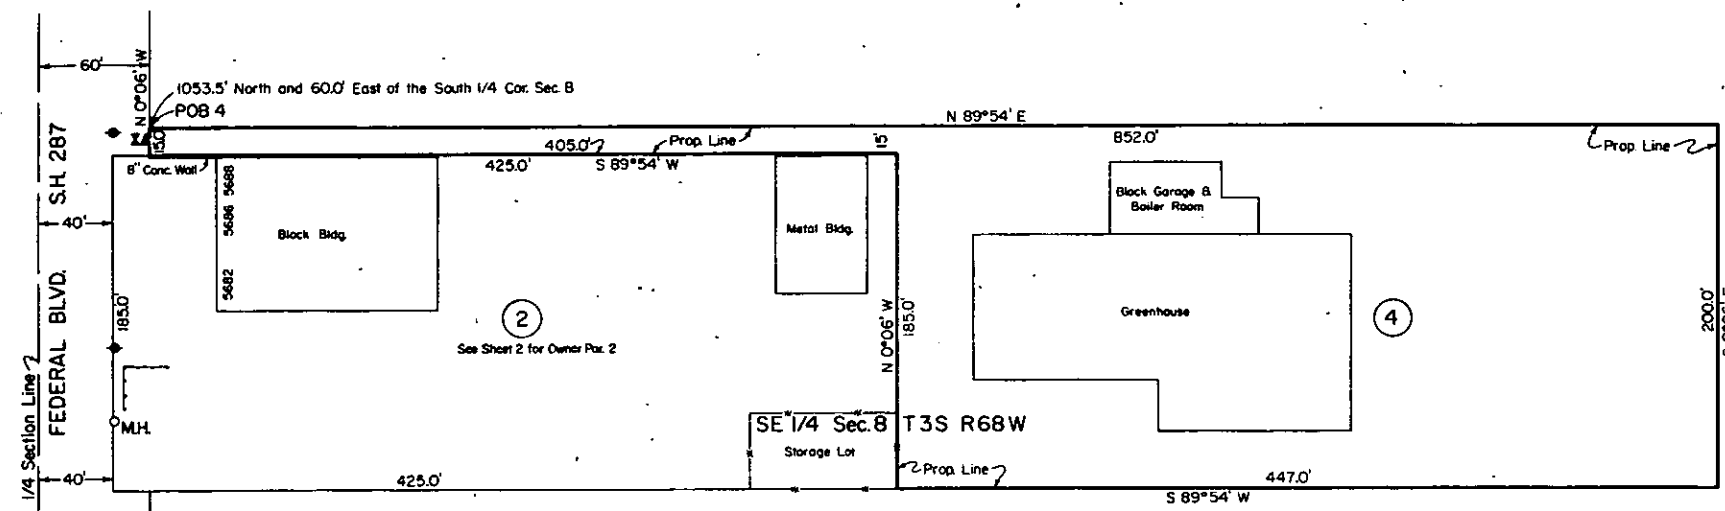 60'
N 0°06' W
1053.5' North and 60.0' East of the South 1/4 Cor. Sec. 8
POB 4
15.0'
N 89°54' E
852.0'
405.0'
Prop. Line
15
Prop. Line
8" Conc. Wall
425.0'
S 89°54' W
S.H. 287
FEDERAL BLVD.
40'
5688
5686
5682
Block Bldg.
Metal Bldg.
Block Garage &
Boiler Room
185.0'
2
See Sheet 2 for Owner Par. 2
N 0°06' W
185.0'
Greenhouse
4
200.0'
1/4 Section Line
M.H.
SE 1/4 Sec. 8 T3S R68W
Storage Lot
40'
425.0'
Prop. Line
447.0'
S 89°54' W